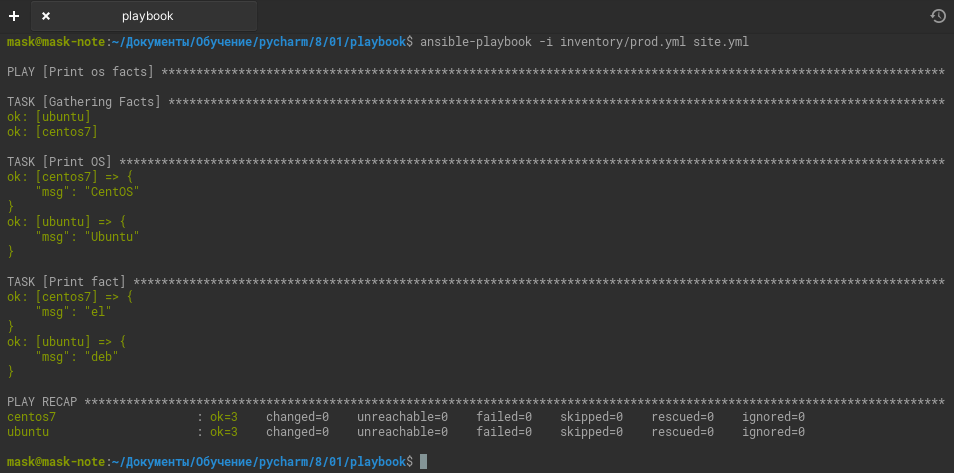 playbook
mask@mask-note:~/Документы/Обучение/pycharm/8/01/playbook$ ansible-playbook -i inventory/prod.yml site.yml
PLAY [Print os facts] ****************************************************************************************************************
TASK [Gathering Facts] ***************************************************************************************************************
ok: [ubuntu]
ok: [centos7]
TASK [Print OS] **********************************************************************************************************************
ok: [centos7] => {
    "msg": "CentOS"
}
ok: [ubuntu] => {
    "msg": "Ubuntu"
}
TASK [Print fact] ********************************************************************************************************************
ok: [centos7] => {
    "msg": "el"
}
ok: [ubuntu] => {
    "msg": "deb"
}
PLAY RECAP ***************************************************************************************************************************
centos7                    : ok=3    changed=0    unreachable=0    failed=0    skipped=0    rescued=0    ignored=0
ubuntu                     : ok=3    changed=0    unreachable=0    failed=0    skipped=0    rescued=0    ignored=0
mask@mask-note:~/Документы/Обучение/pycharm/8/01/playbook$